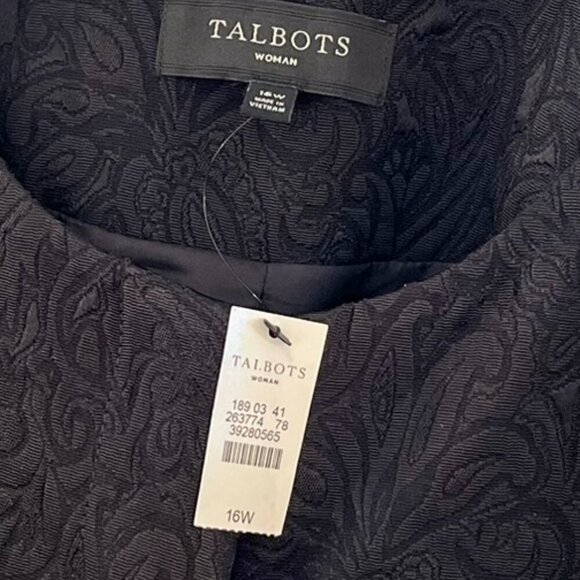 TALBOTS
WOMAN
16W
MADE IN
VIETNAM
TALBOTS
WOMAN
189 03 41
263774 78
39280565
16W